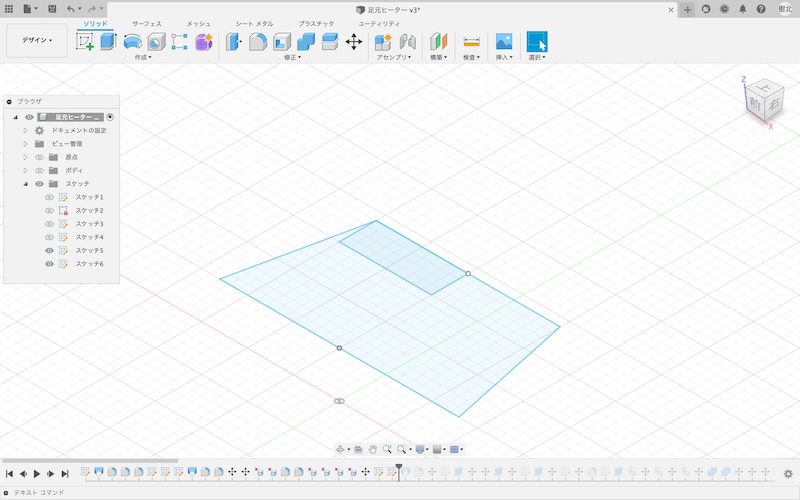 足元ヒーター v3*
樹北
ソリッド
サーフェス
メッシュ
シート メタル
プラスチック
ユーティリティ
デザイン
作成
修正
アセンブリ
構築
検査
挿入
選択
ブラウザ
足元ヒーター ...
ドキュメントの設定
ビュー管理
原点
ボディ
スケッチ
スケッチ1
スケッチ2
スケッチ3
スケッチ4
スケッチ5
スケッチ6
Z
上
前
右
X
テキスト コマンド